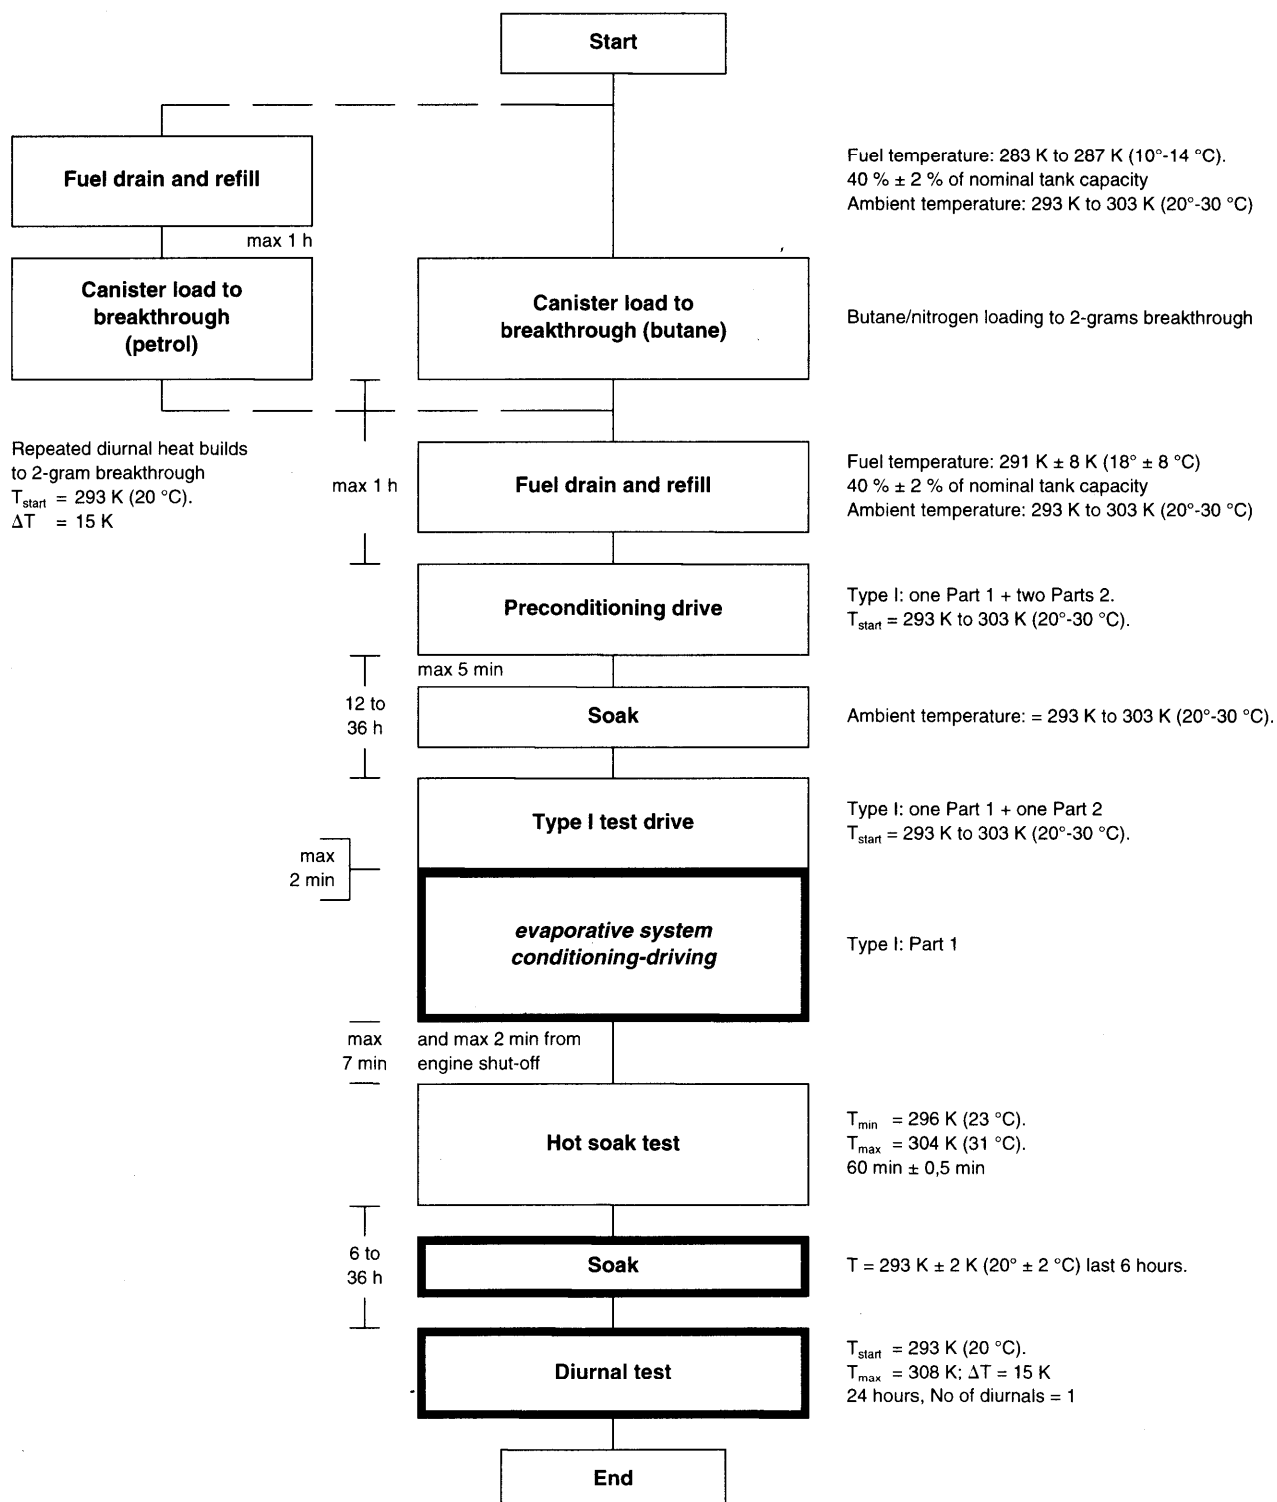 Start
Fuel drain and refill
Fuel temperature: 283 K to 287 K (10°-14 °C).
40 % ± 2 % of nominal tank capacity
Ambient temperature: 293 K to 303 K (20°-30 °C)
max 1 h
Canister load to
breakthrough
(petrol)
Canister load to
breakthrough (butane)
Butane/nitrogen loading to 2-grams breakthrough
Repeated diurnal heat builds
to 2-gram breakthrough
Tstart = 293 K (20 °C).
ΔT = 15 K
max 1 h
Fuel drain and refill
Fuel temperature: 291 K ± 8 K (18° ± 8 °C)
40 % ± 2 % of nominal tank capacity
Ambient temperature: 293 K to 303 K (20°-30 °C)
Preconditioning drive
Type I: one Part 1 + two Parts 2.
Tstart = 293 K to 303 K (20°-30 °C).
max 5 min
12 to
36 h
Soak
Ambient temperature: = 293 K to 303 K (20°-30 °C).
Type I test drive
Type I: one Part 1 + one Part 2
Tstart = 293 K to 303 K (20°-30 °C).
max
2 min
evaporative system
conditioning-driving
Type I: Part 1
max
7 min
and max 2 min from
engine shut-off
Hot soak test
Tmin = 296 K (23 °C).
Tmax = 304 K (31 °C).
60 min ± 0,5 min
6 to
36 h
Soak
T = 293 K ± 2 K (20° ± 2 °C) last 6 hours.
Diurnal test
Tstart = 293 K (20 °C).
Tmax = 308 K; ΔT = 15 K
24 hours, No of diurnals = 1
End